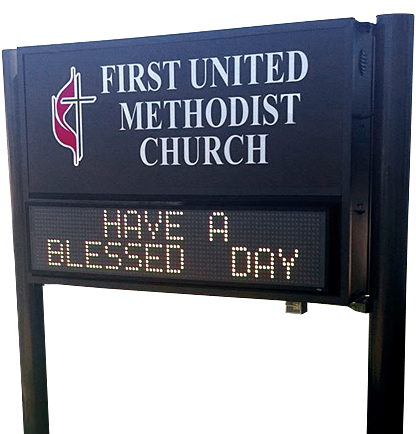 FIRST UNITED
METHODIST
CHURCH
HAVE A
BLESSED DAY